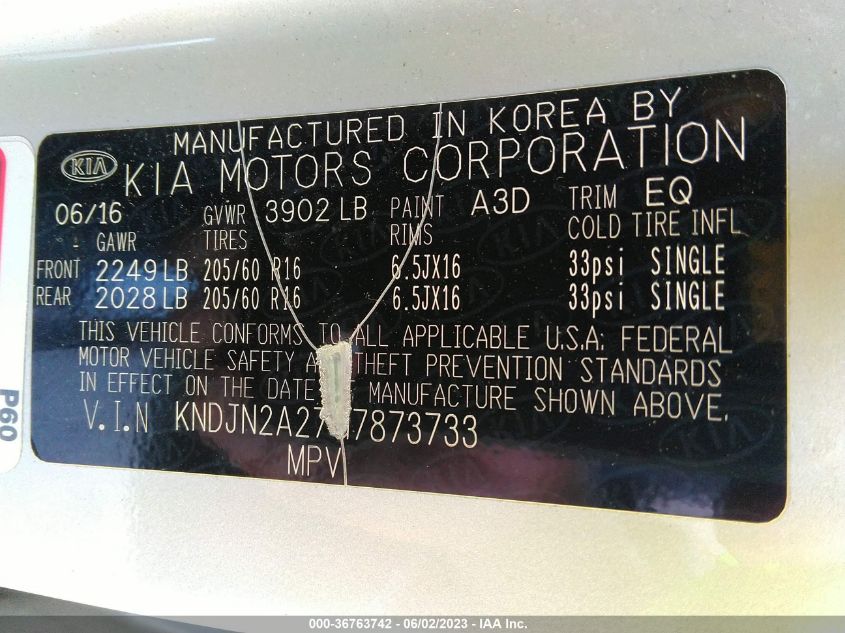 MANUFACTURED IN KOREA BY
KIA KIA MOTORS CORPORATION
06/16 GVWR 3902 LB PAINT A3D TRIM EQ
GAWR TIRES RIMS COLD TIRE INFL
FRONT 2249 LB 205/60 R16 6.5JX16 33psi SINGLE
REAR 2028 LB 205/60 R16 6.5JX16 33psi SINGLE
THIS VEHICLE CONFORMS TO ALL APPLICABLE U.S.A. FEDERAL
MOTOR VEHICLE SAFETY THEFT PREVENTION STANDARDS
IN EFFECT ON THE DATE MANUFACTURE SHOWN ABOVE.
V.I.N
MPV
P60
000-36763742 - 06/02/2023 - IAA Inc.